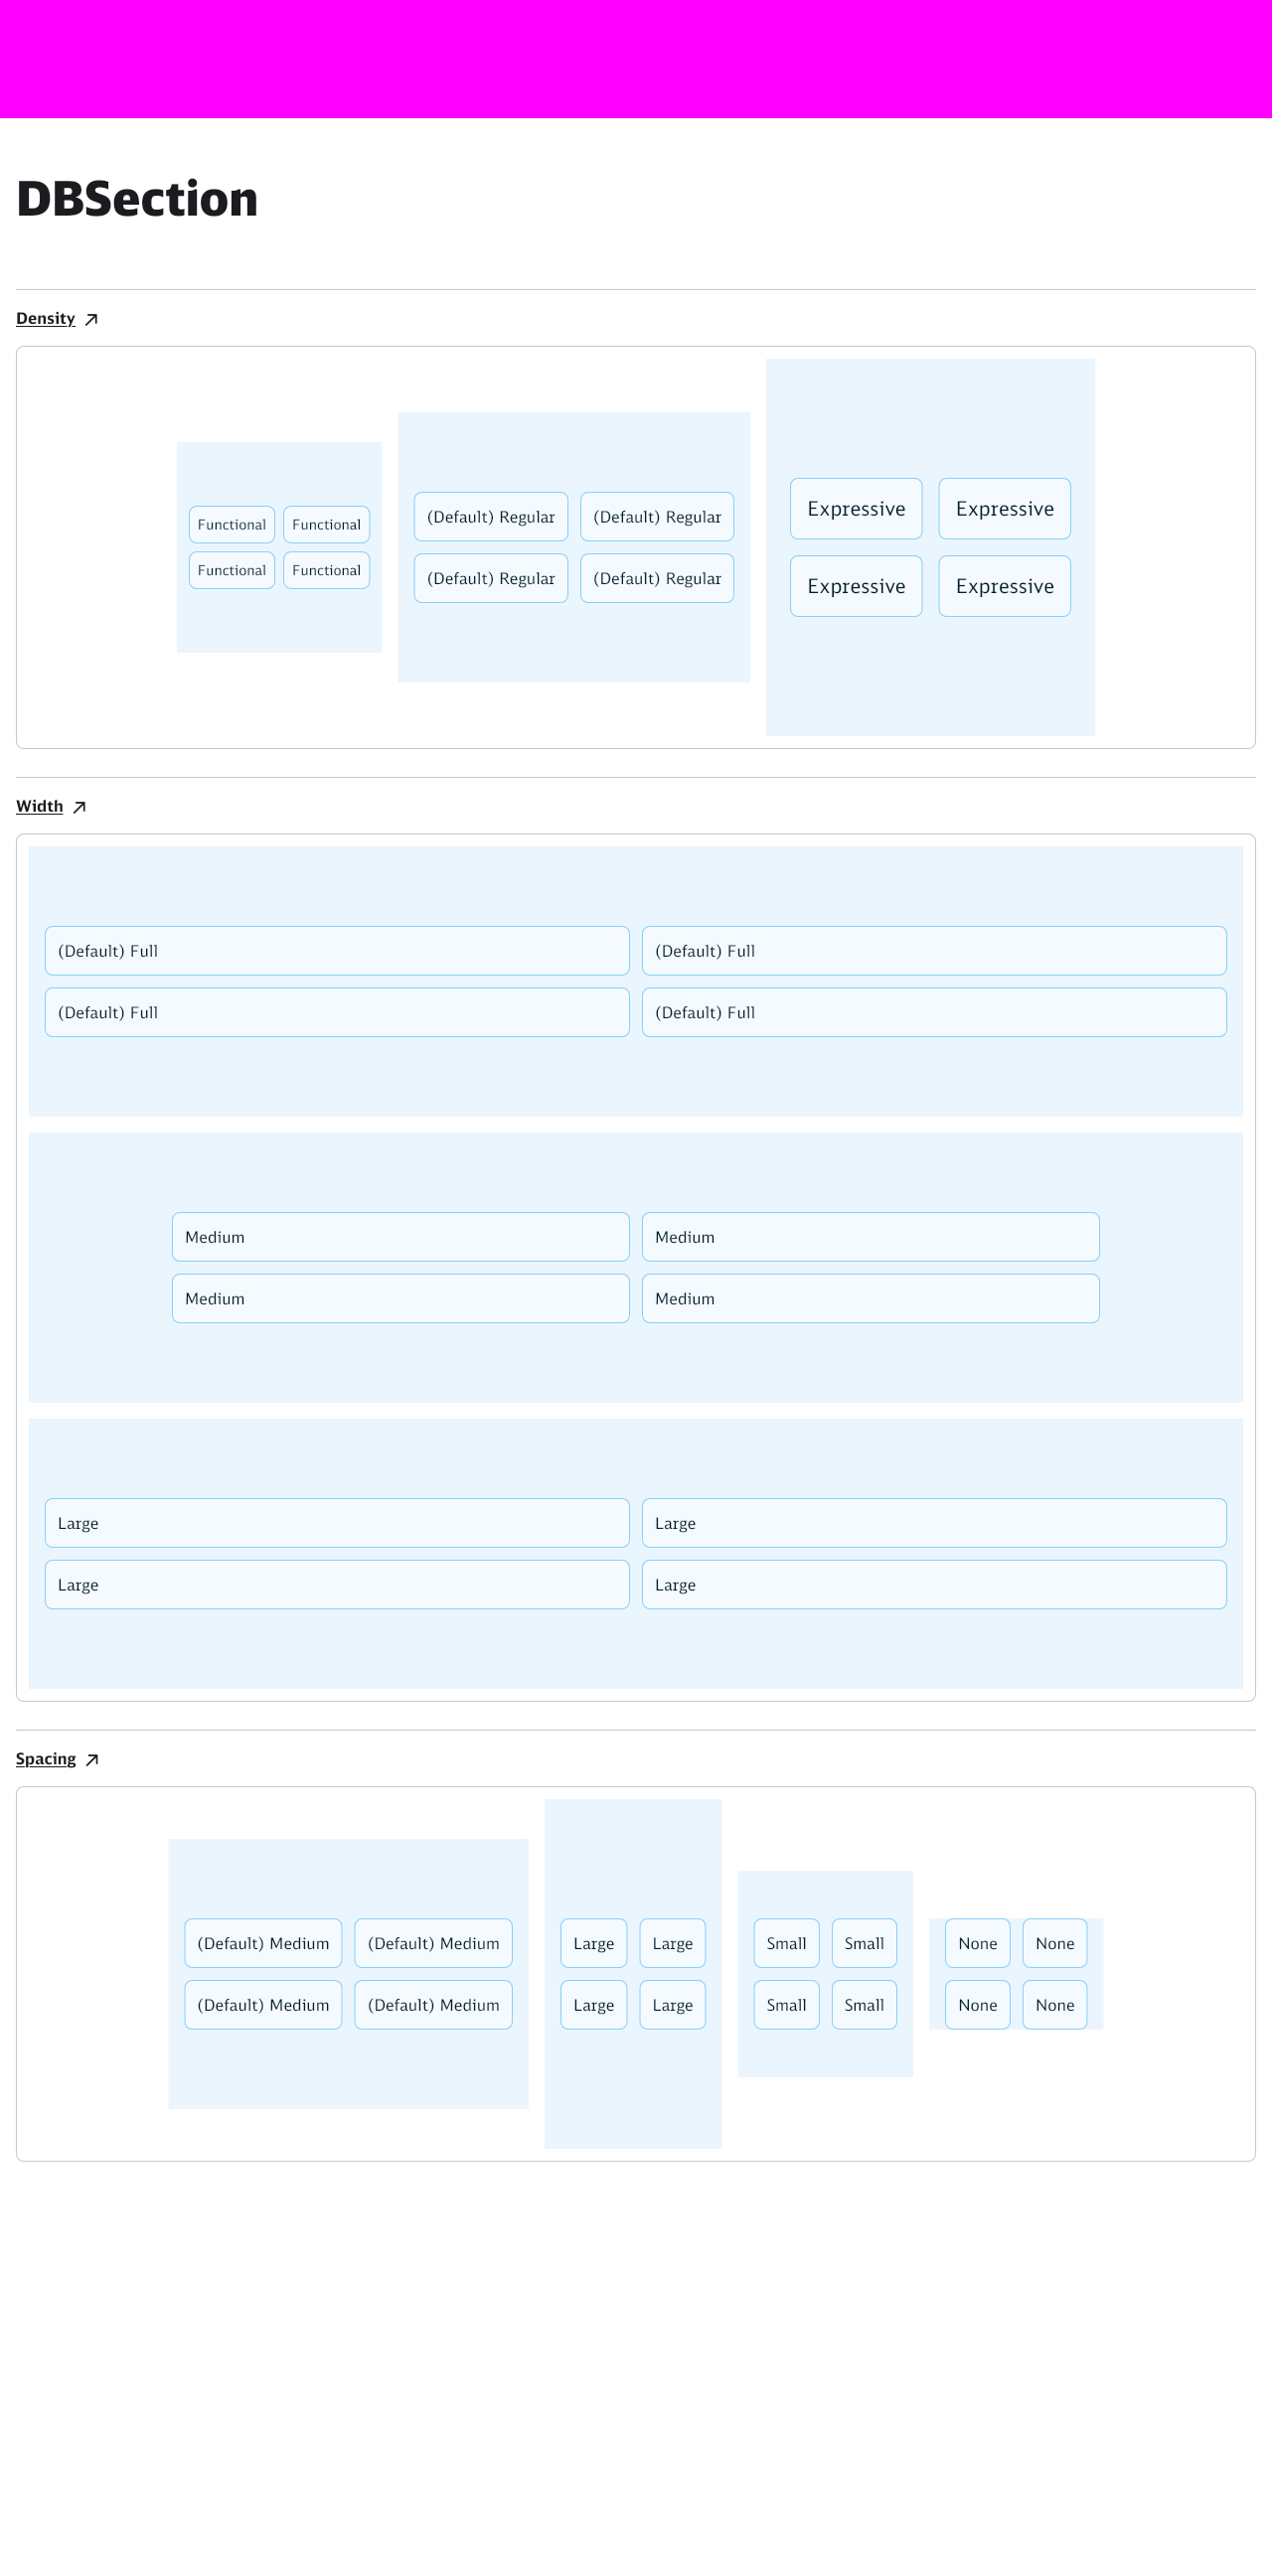 DBSection
Density
Functional Functional
Functional Functional
(Default) Regular (Default) Regular
(Default) Regular (Default) Regular
Expressive Expressive
Expressive Expressive
Width
(Default) Full (Default) Full
(Default) Full (Default) Full
Medium Medium
Medium Medium
Large Large
Large Large
Spacing
(Default) Medium (Default) Medium
(Default) Medium (Default) Medium
Large Large
Large Large
Small Small
Small Small
None None
None None